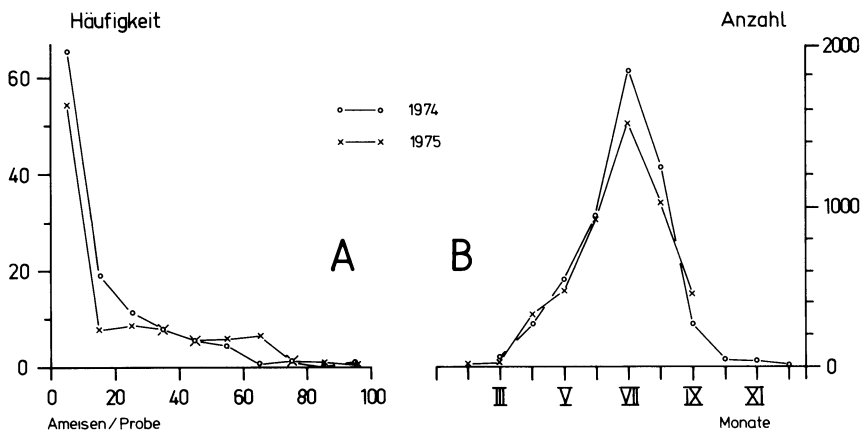 Häufigkeit
Anzahl
60
40
20
0
0 20 40 60 80 100
Ameisen/Probe
1974
1975
A
B
2000
1000
0
III V VII IX XI
Monate